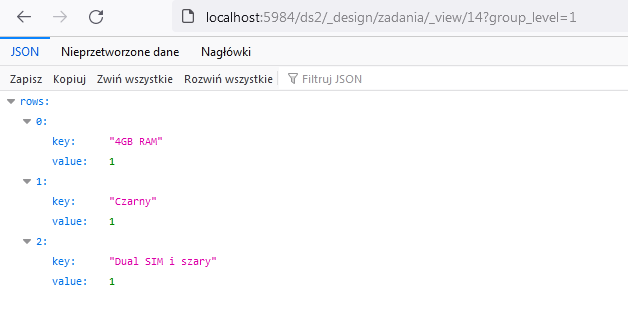 localhost:5984/ds2/_design/zadania/_view/14?group_level=1
JSON Nieprzetworzone dane Nagłówki
Zapisz Kopiuj Zwiń wszystkie Rozwiń wszystkie Filtruj JSON
rows:
0:
key: "4GB RAM"
value: 1
1:
key: "Czarny"
value: 1
2:
key: "Dual SIM i szary"
value: 1